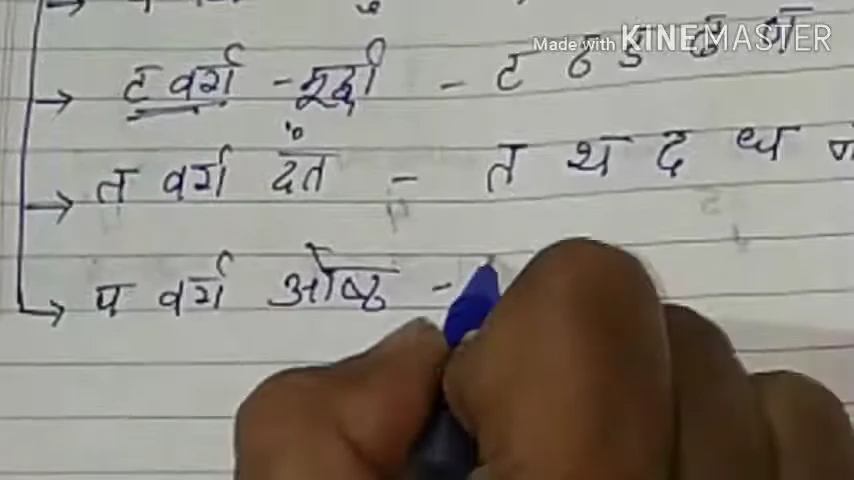 Made with KINEMASTER
ट वर्ग - मूर्द्धा - ट ठ ड ढ ण
त वर्ग दंत - त थ द ध न
प वर्ग ओष्ठ -